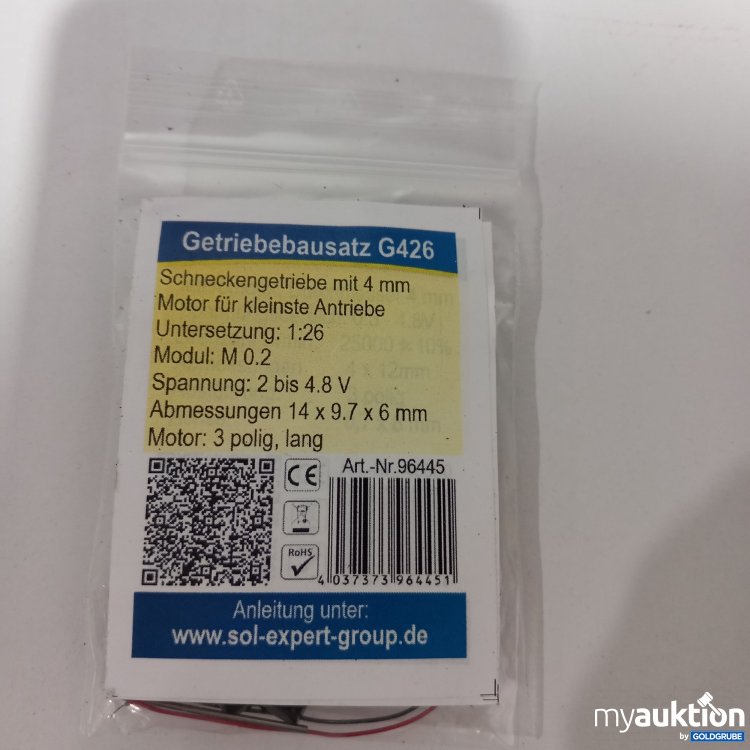 Getriebebausatz G426
Schneckengetriebe mit 4 mm
Motor für kleinste Antriebe
Untersetzung: 1:26
Modul: M 0.2
Spannung: 2 bis 4.8 V
Abmessungen 14 x 9.7 x 6 mm
Motor: 3 polig, lang
Art.-Nr.96445
CE
RoHS
4 037373 964451
Anleitung unter:
www.sol-expert-group.de
myauktion
by GOLDGRUBE